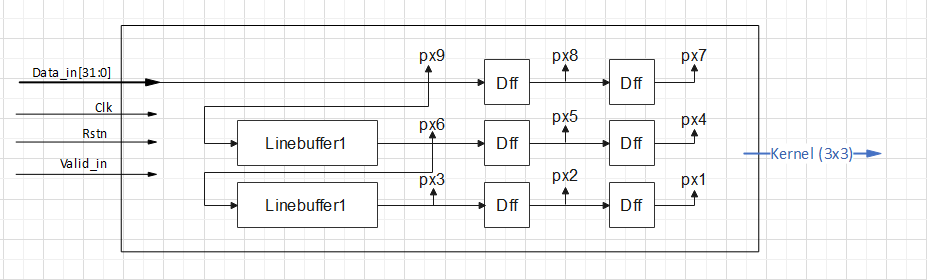 px9 px8 px7
Data_in[31:0] Dff Dff
Clk
px6 px5 px4
Rstn Linebuffer1 Dff Dff
Kernel (3x3)
Valid_in
px3 px2 px1
Linebuffer1 Dff Dff